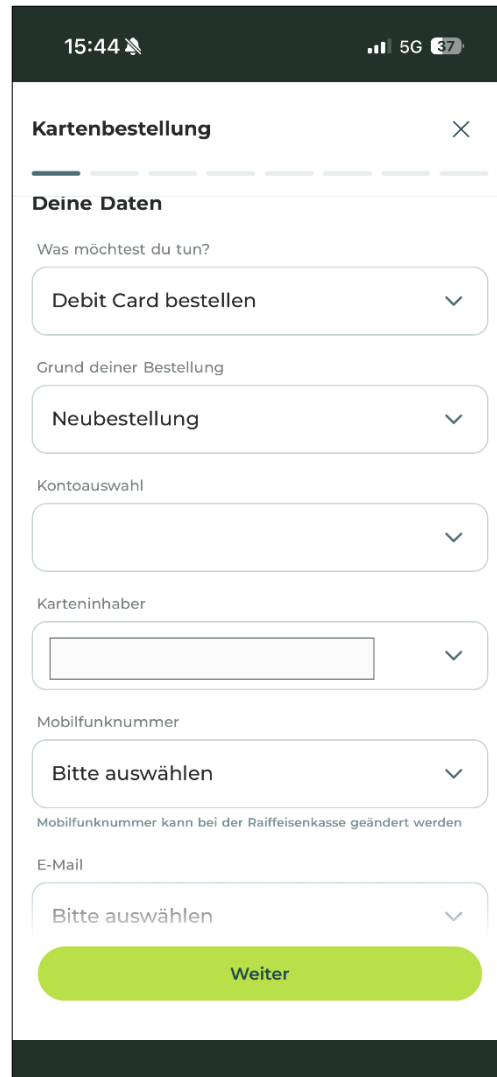 15:44
5G 37
Kartenbestellung
Deine Daten
Was möchtest du tun?
Debit Card bestellen
Grund deiner Bestellung
Neubestellung
Kontoauswahl
Karteninhaber
Mobilfunknummer
Bitte auswählen
Mobilfunknummer kann bei der Raiffeisenkasse geändert werden
E-Mail
Bitte auswählen
Weiter